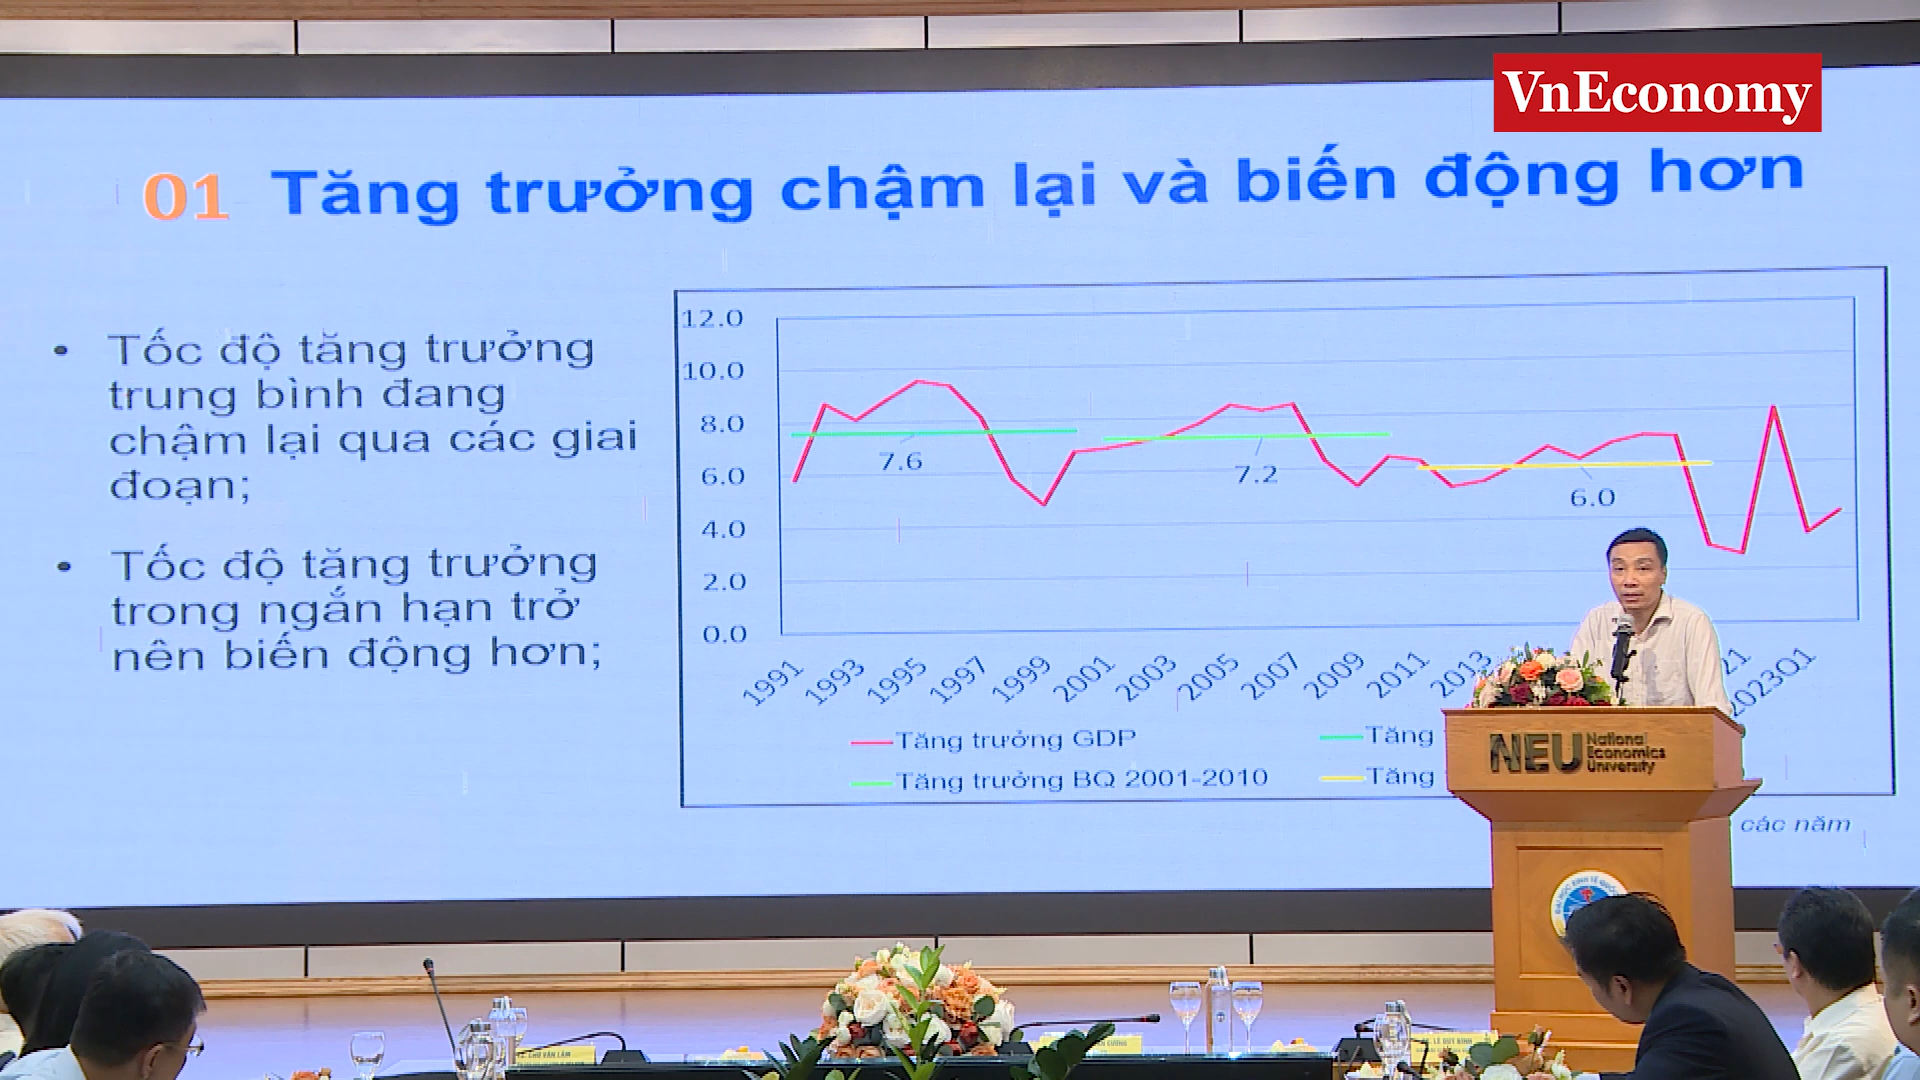 VnEconomy
01 Tăng trưởng chậm lại và biến động hơn
• Tốc độ tăng trưởng
trung bình đang
chậm lại qua các giai
đoạn;
• Tốc độ tăng trưởng
trong ngắn hạn trở
nên biến động hơn;
12.0
10.0
8.0
6.0
4.0
2.0
0.0
7.6
7.2
6.0
1991
1993
1995
1997
1999
2001
2003
2005
2007
2009
2011
2013
21
2023Q1
Tăng trưởng GDP
Tăng
Tăng trưởng BQ 2001-2010
Tăng
các năm
NEU National
Economics
University